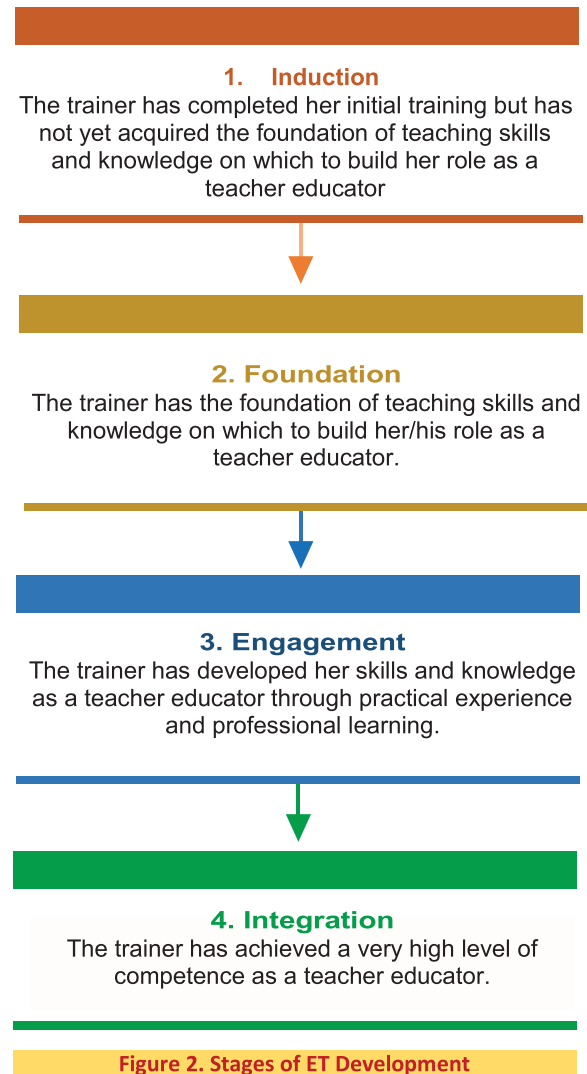 1. Induction
The trainer has completed her initial training but has
not yet acquired the foundation of teaching skills
and knowledge on which to build her role as a
teacher educator
2. Foundation
The trainer has the foundation of teaching skills and
knowledge on which to build her/his role as a
teacher educator.
3. Engagement
The trainer has developed her skills and knowledge
as a teacher educator through practical experience
and professional learning.
4. Integration
The trainer has achieved a very high level of
competence as a teacher educator.
Figure 2. Stages of ET Development